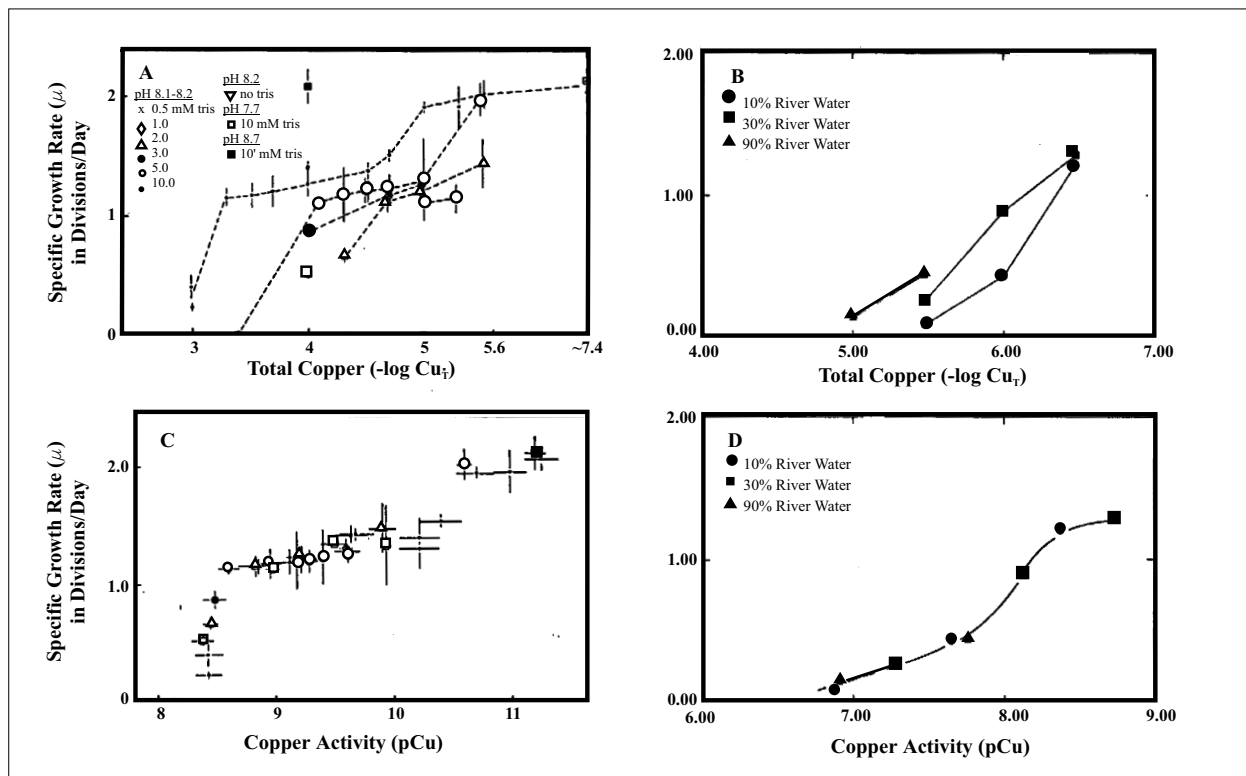 A
pH 8.1-8.2
x 0.5 mM tris
1.0
2.0
3.0
5.0
10.0
pH 8.2
no tris
pH 7.7
10 mM tris
pH 8.7
10' mM tris
Specific Growth Rate (μ)
in Divisions/Day
2
1
0
3
4
5
5.6
~7.4
Total Copper (-log CuT)
B
10% River Water
30% River Water
90% River Water
2.00
1.00
0.00
4.00
5.00
6.00
7.00
Total Copper (-log CuT)
C
Specific Growth Rate (μ)
in Divisions/Day
2.0
1.0
0
8
9
10
11
Copper Activity (pCu)
D
10% River Water
30% River Water
90% River Water
2.00
1.00
0.00
6.00
7.00
8.00
9.00
Copper Activity (pCu)